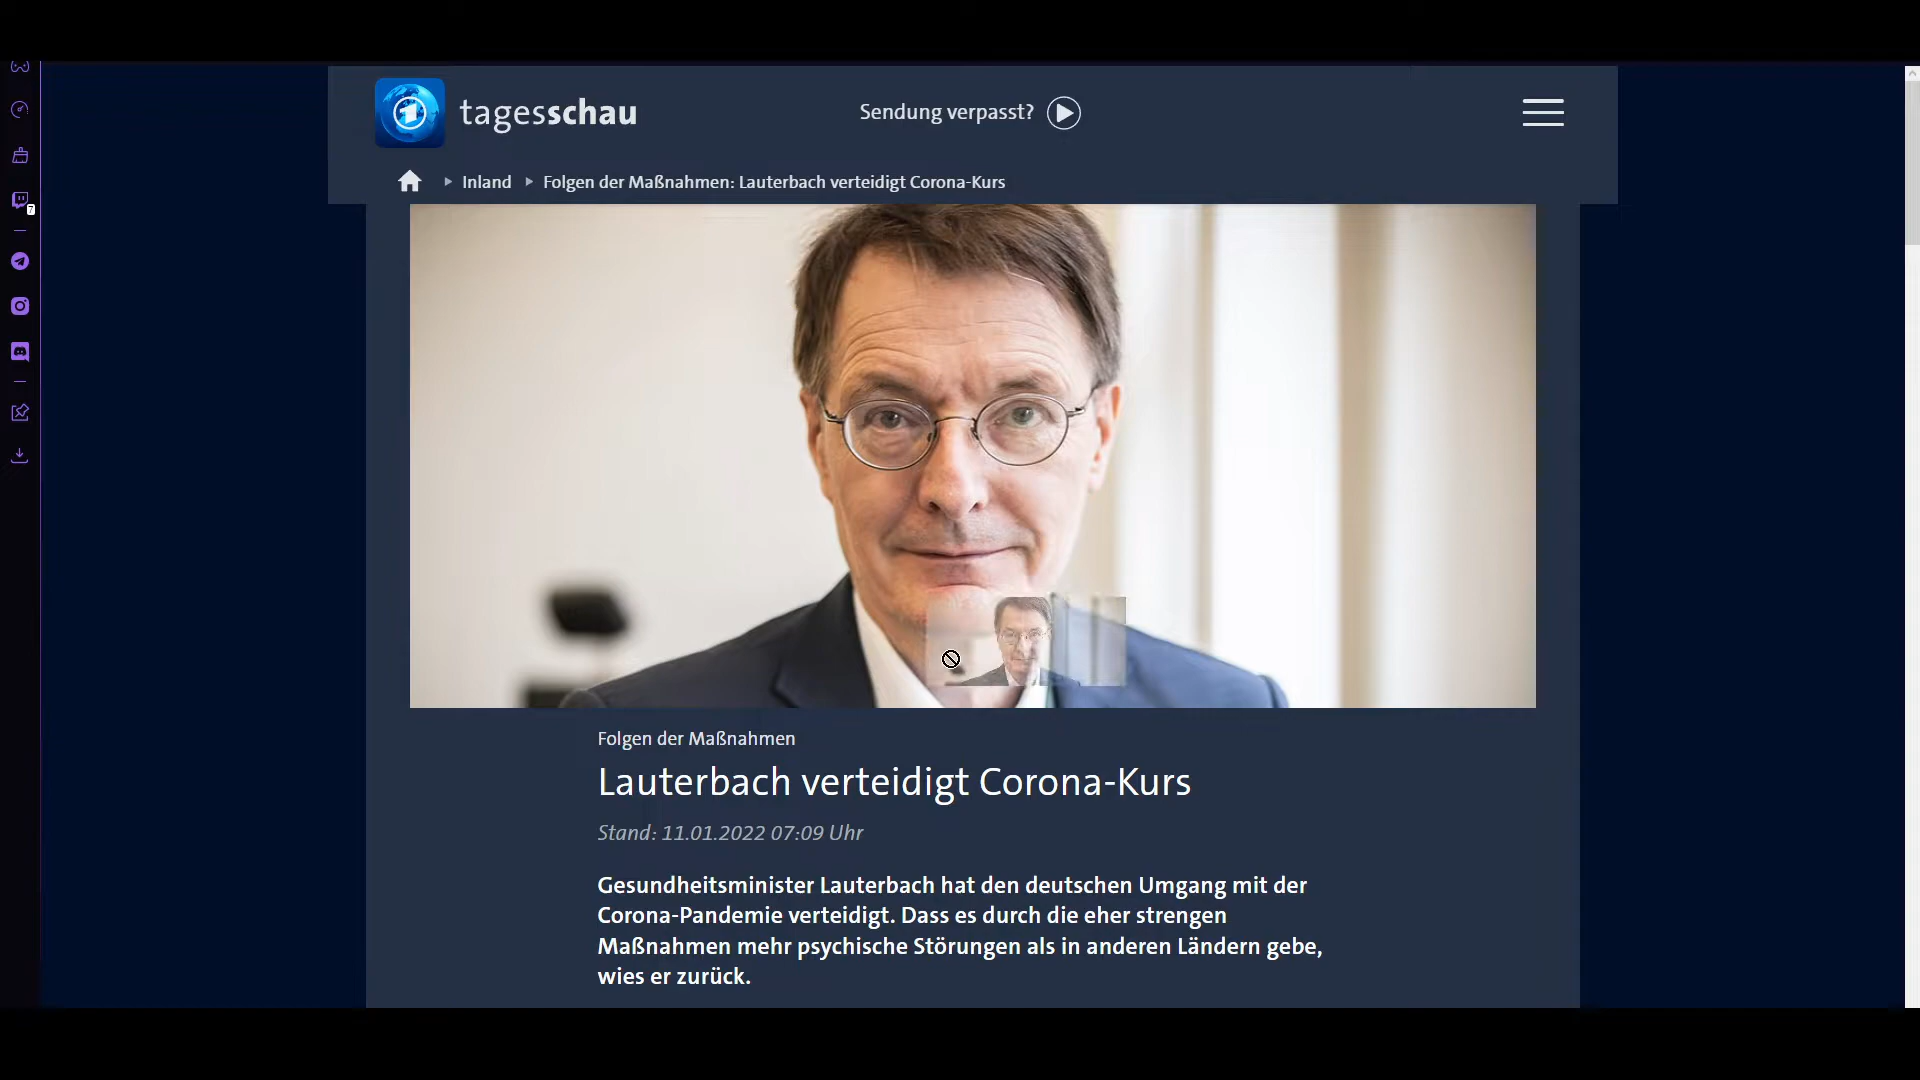 tagesschau
Sendung verpasst?
Inland
Folgen der Maßnahmen: Lauterbach verteidigt Corona-Kurs
7
Folgen der Maßnahmen
Lauterbach verteidigt Corona-Kurs
Stand: 11.01.2022 07:09 Uhr
Gesundheitsminister Lauterbach hat den deutschen Umgang mit der
Corona-Pandemie verteidigt. Dass es durch die eher strengen
Maßnahmen mehr psychische Störungen als in anderen Ländern gebe,
wies er zurück.